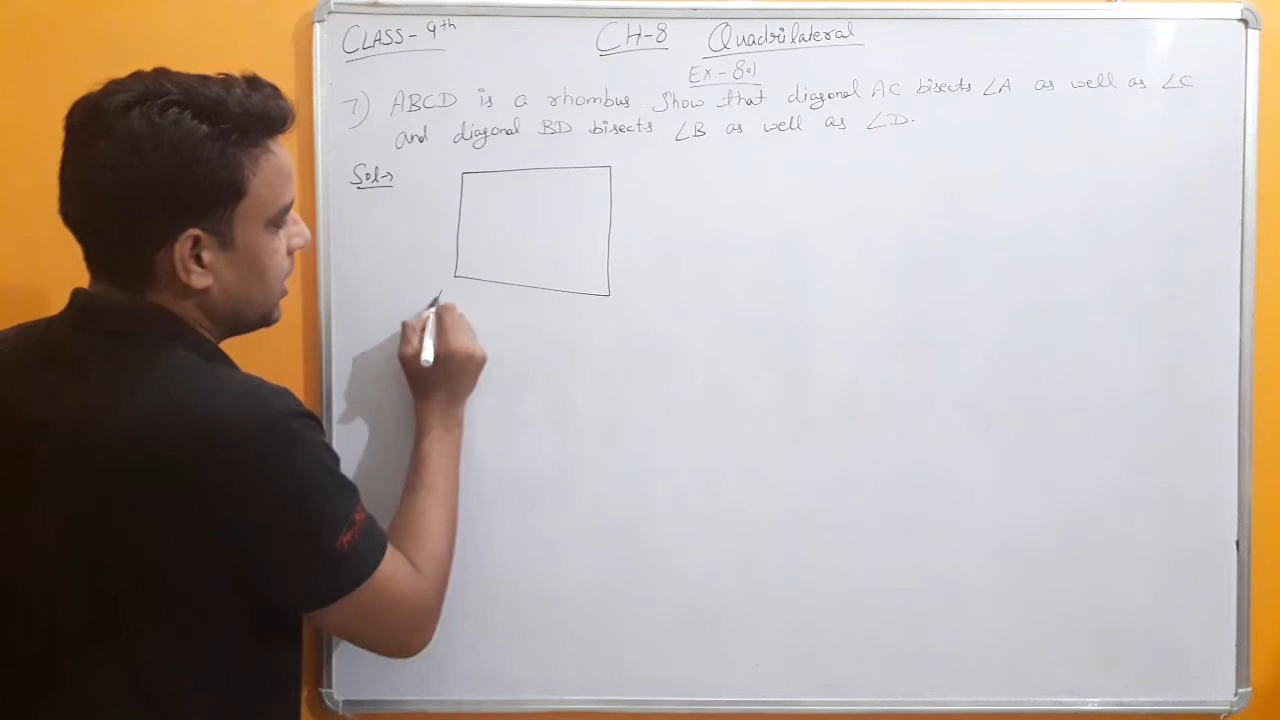 CLASS- 9th CH-8 Quadrilateral
Ex-8.1
7) ABCD is a rhombus. Show that diagonal AC bisects ∠A as well as ∠C
and diagonal BD bisects ∠B as well as ∠D.
Sol→